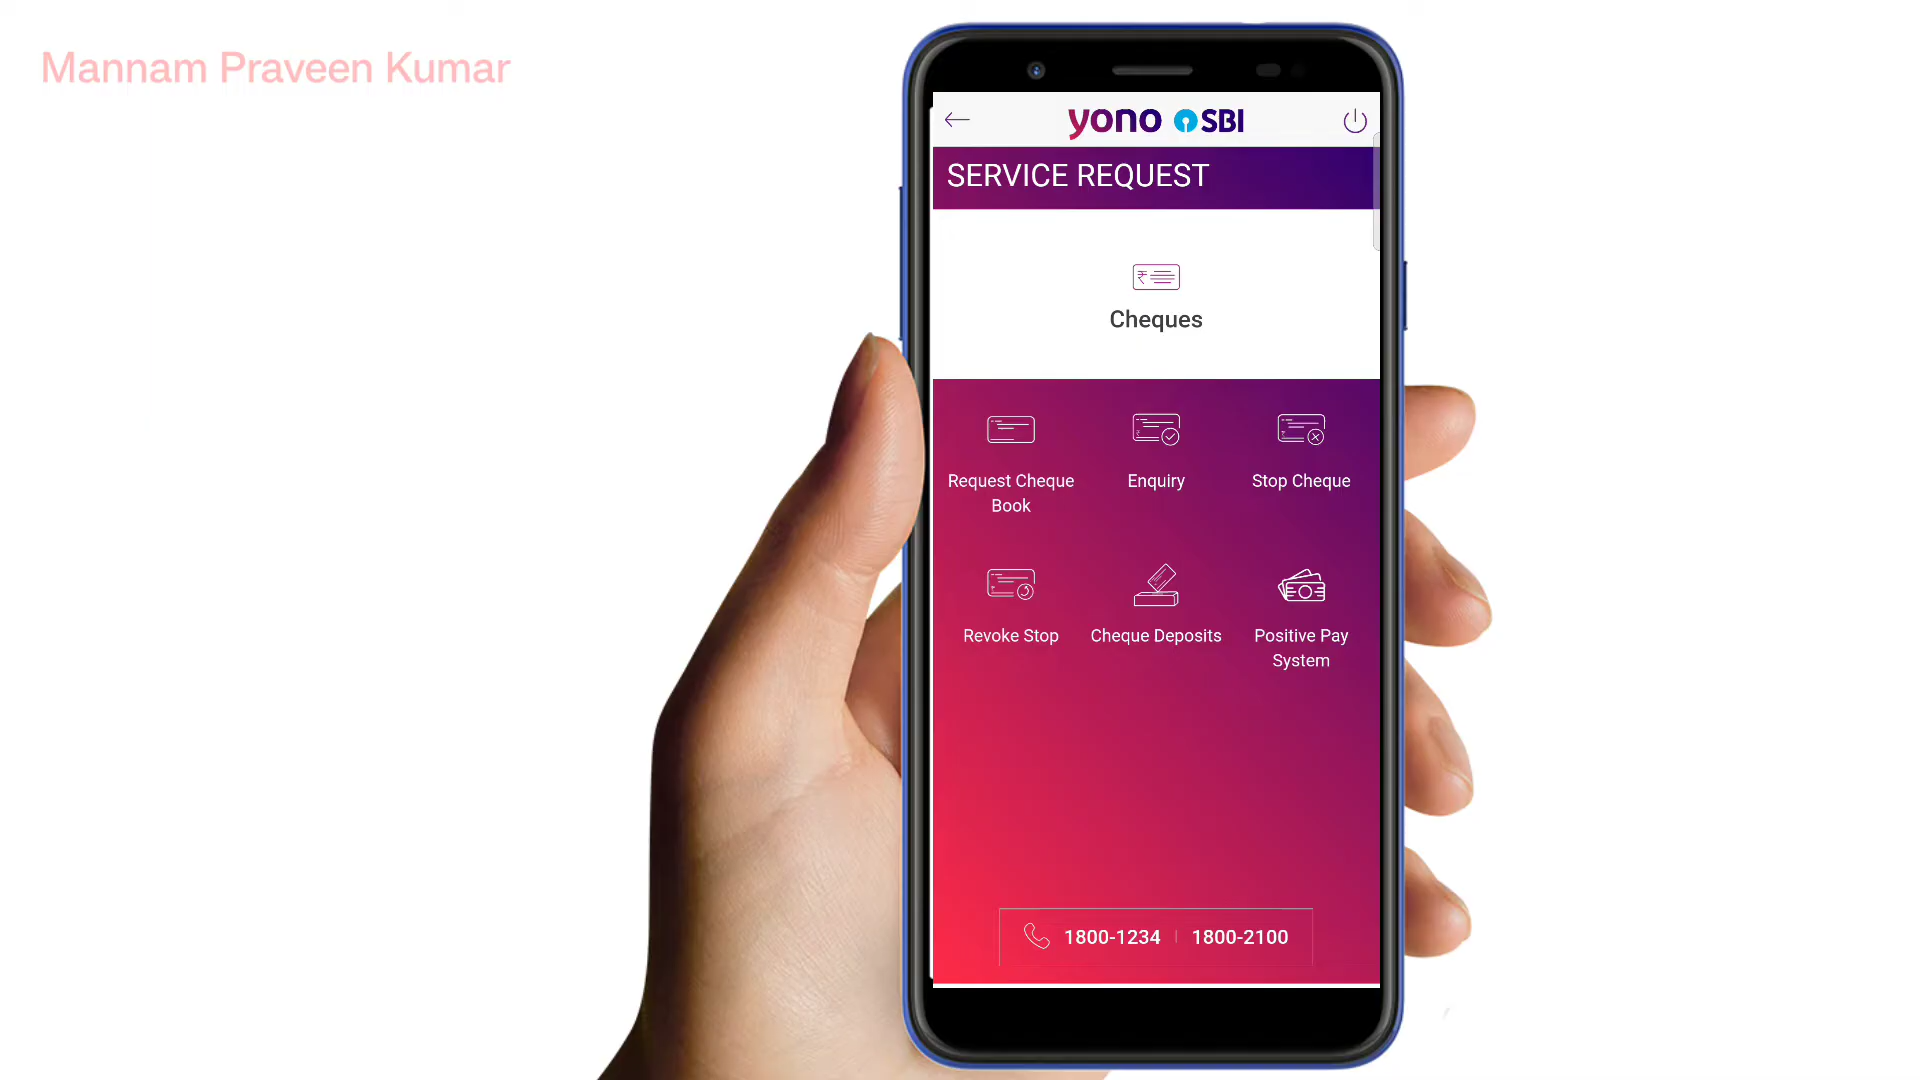 Mannam Praveen Kumar
yono SBI
SERVICE REQUEST
Cheques
Request Cheque Book
Enquiry
Stop Cheque
Revoke Stop
Cheque Deposits
Positive Pay System
1800-1234 | 1800-2100